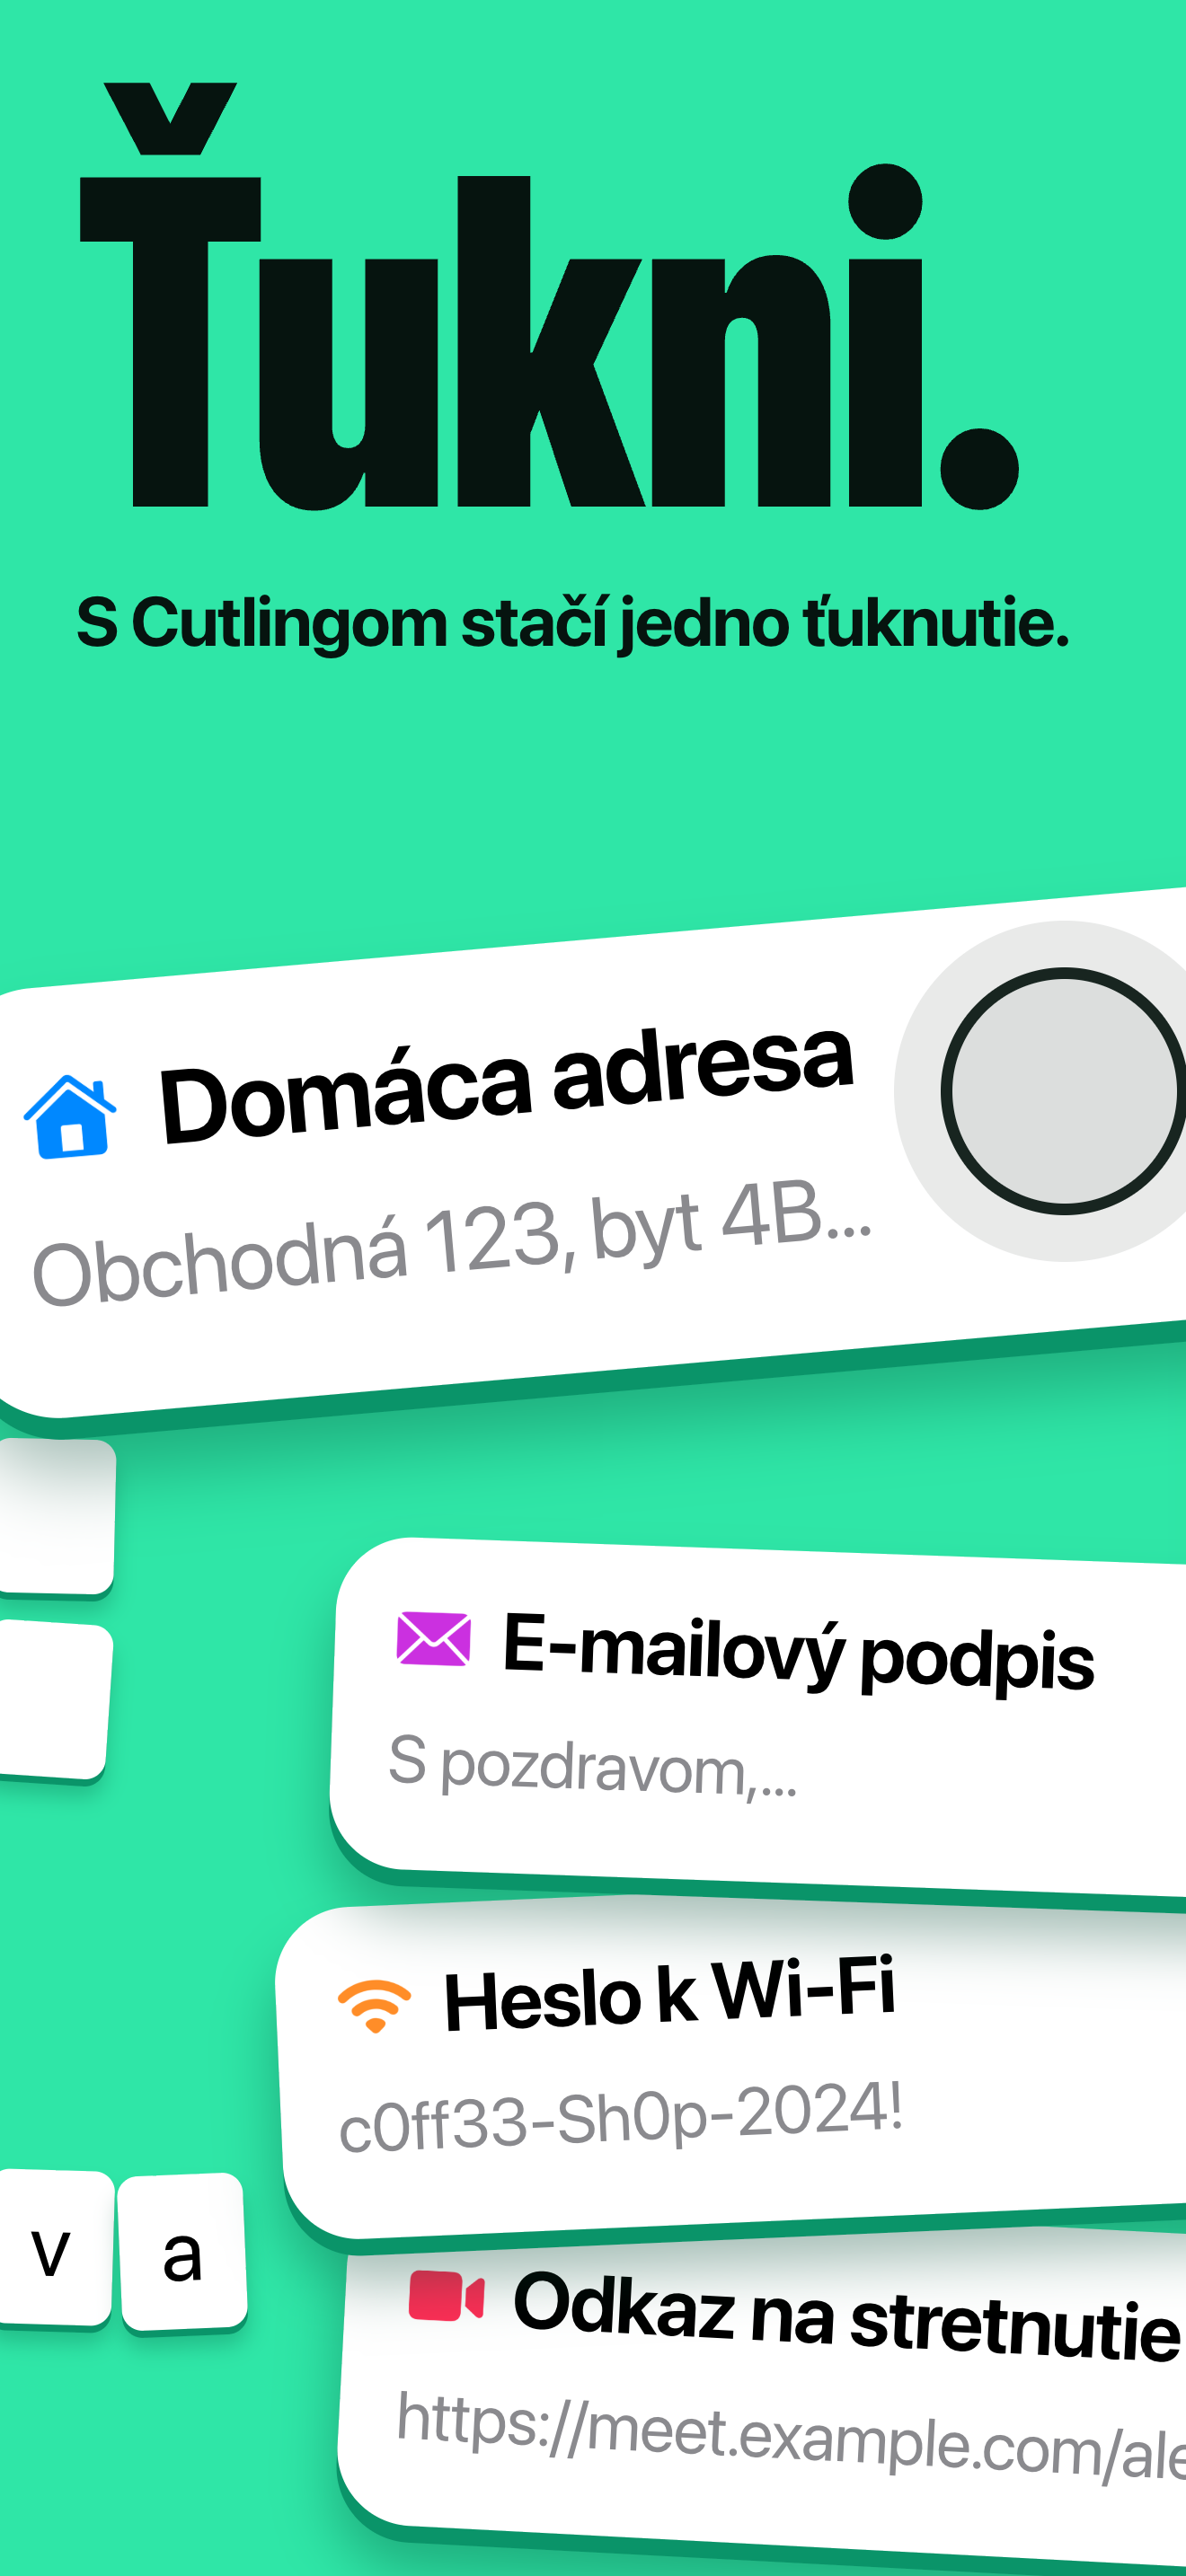 Ťukni.
S Cutlingom stačí jedno ťuknutie.
Domáca adresa
Obchodná 123, byt 4B...
E-mailový podpis
S pozdravom,...
Heslo k Wi-Fi
c0ff33-Sh0p-2024!
v a
Odkaz na stretnutie
https://meet.example.com/ale